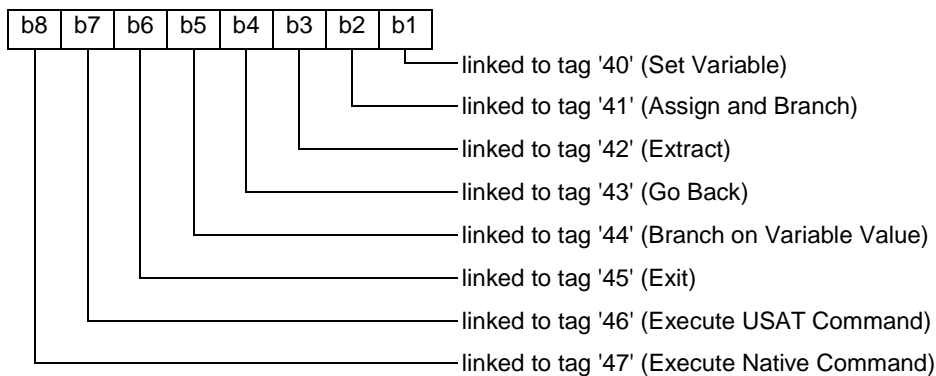 b8 b7 b6 b5 b4 b3 b2 b1
linked to tag '40' (Set Variable)
linked to tag '41' (Assign and Branch)
linked to tag '42' (Extract)
linked to tag '43' (Go Back)
linked to tag '44' (Branch on Variable Value)
linked to tag '45' (Exit)
linked to tag '46' (Execute USAT Command)
linked to tag '47' (Execute Native Command)